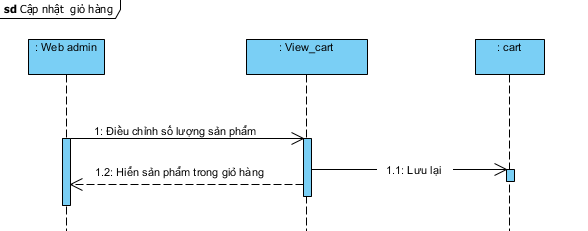 sd Cập nhật giỏ hàng
: Web admin
: View_cart
: cart
1: Điều chỉnh số lượng sản phẩm
1.1: Lưu lại
1.2: Hiển sản phẩm trong giỏ hàng